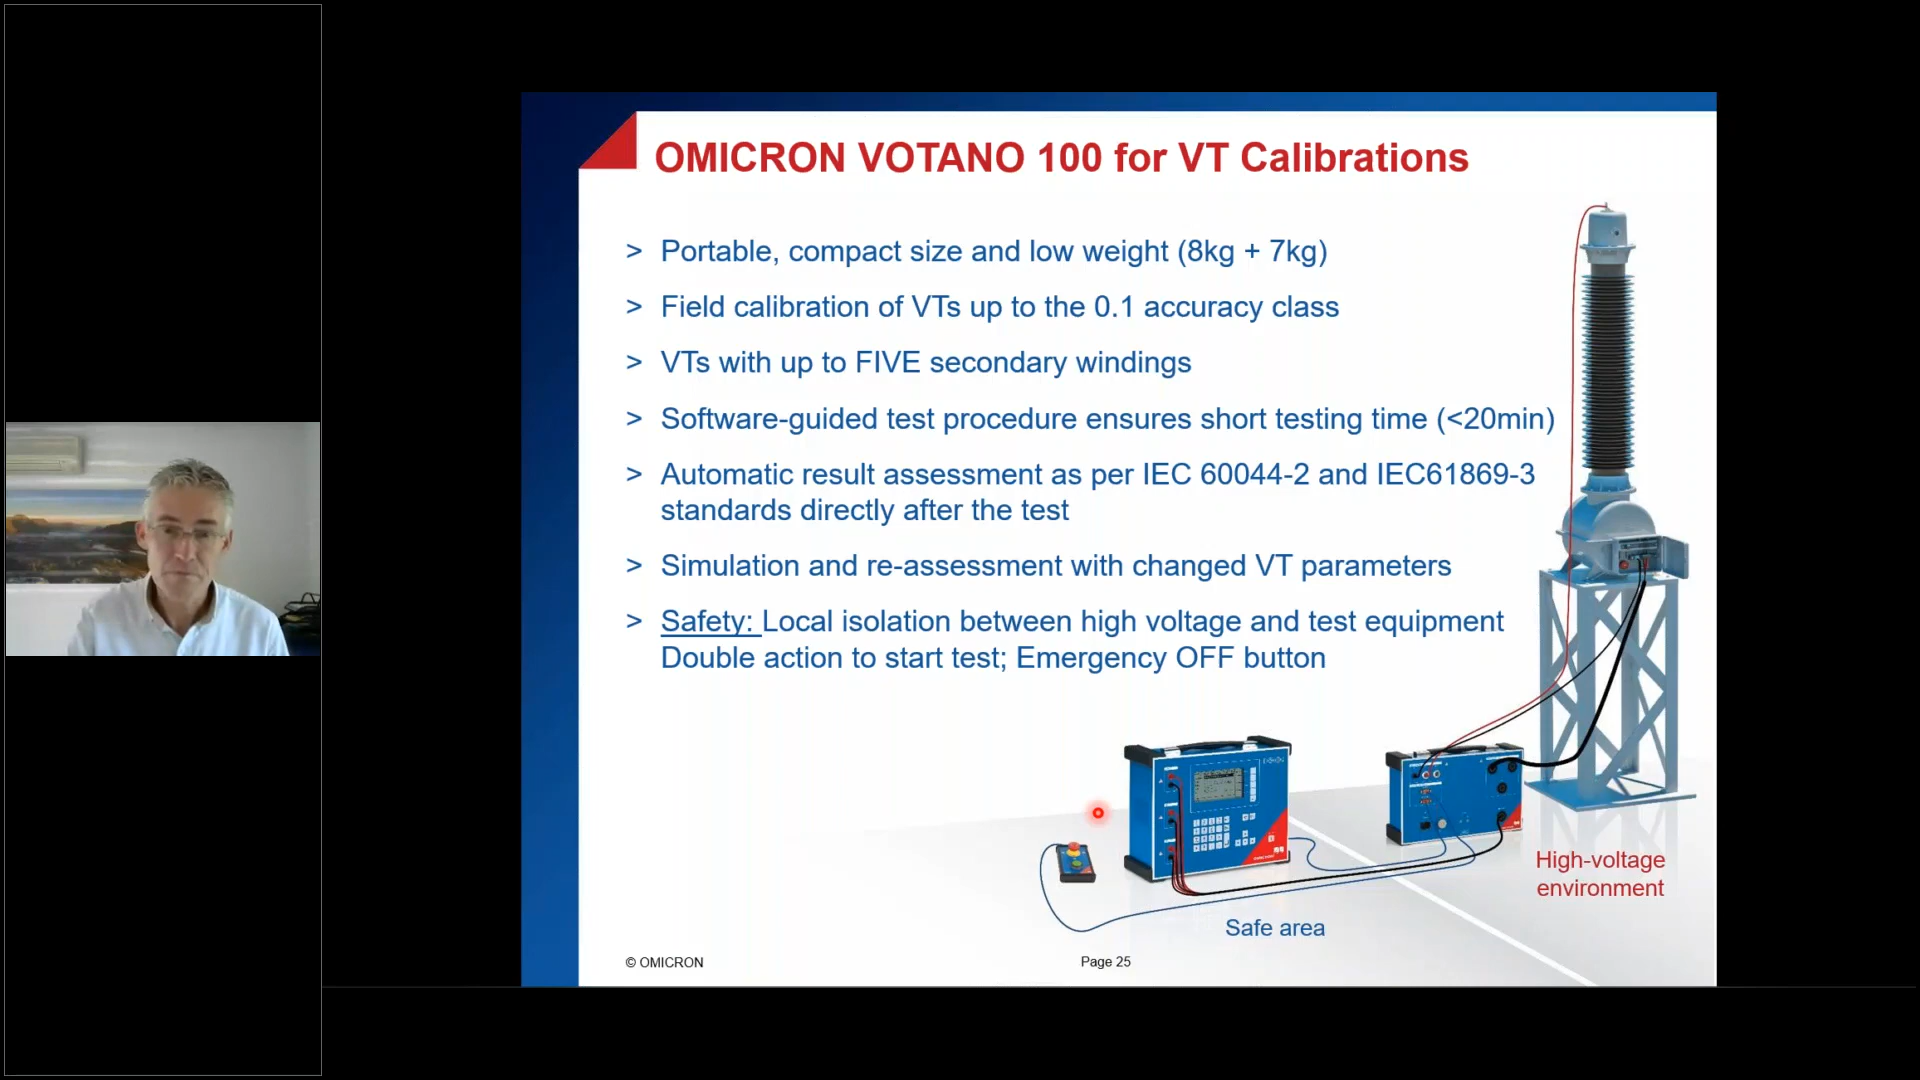 OMICRON VOTANO 100 for VT Calibrations
> Portable, compact size and low weight (8kg + 7kg)
> Field calibration of VTs up to the 0.1 accuracy class
> VTs with up to FIVE secondary windings
> Software-guided test procedure ensures short testing time (<20min)
> Automatic result assessment as per IEC 60044-2 and IEC61869-3
standards directly after the test
> Simulation and re-assessment with changed VT parameters
> Safety: Local isolation between high voltage and test equipment
Double action to start test; Emergency OFF button
High-voltage
environment
Safe area
© OMICRON
Page 25